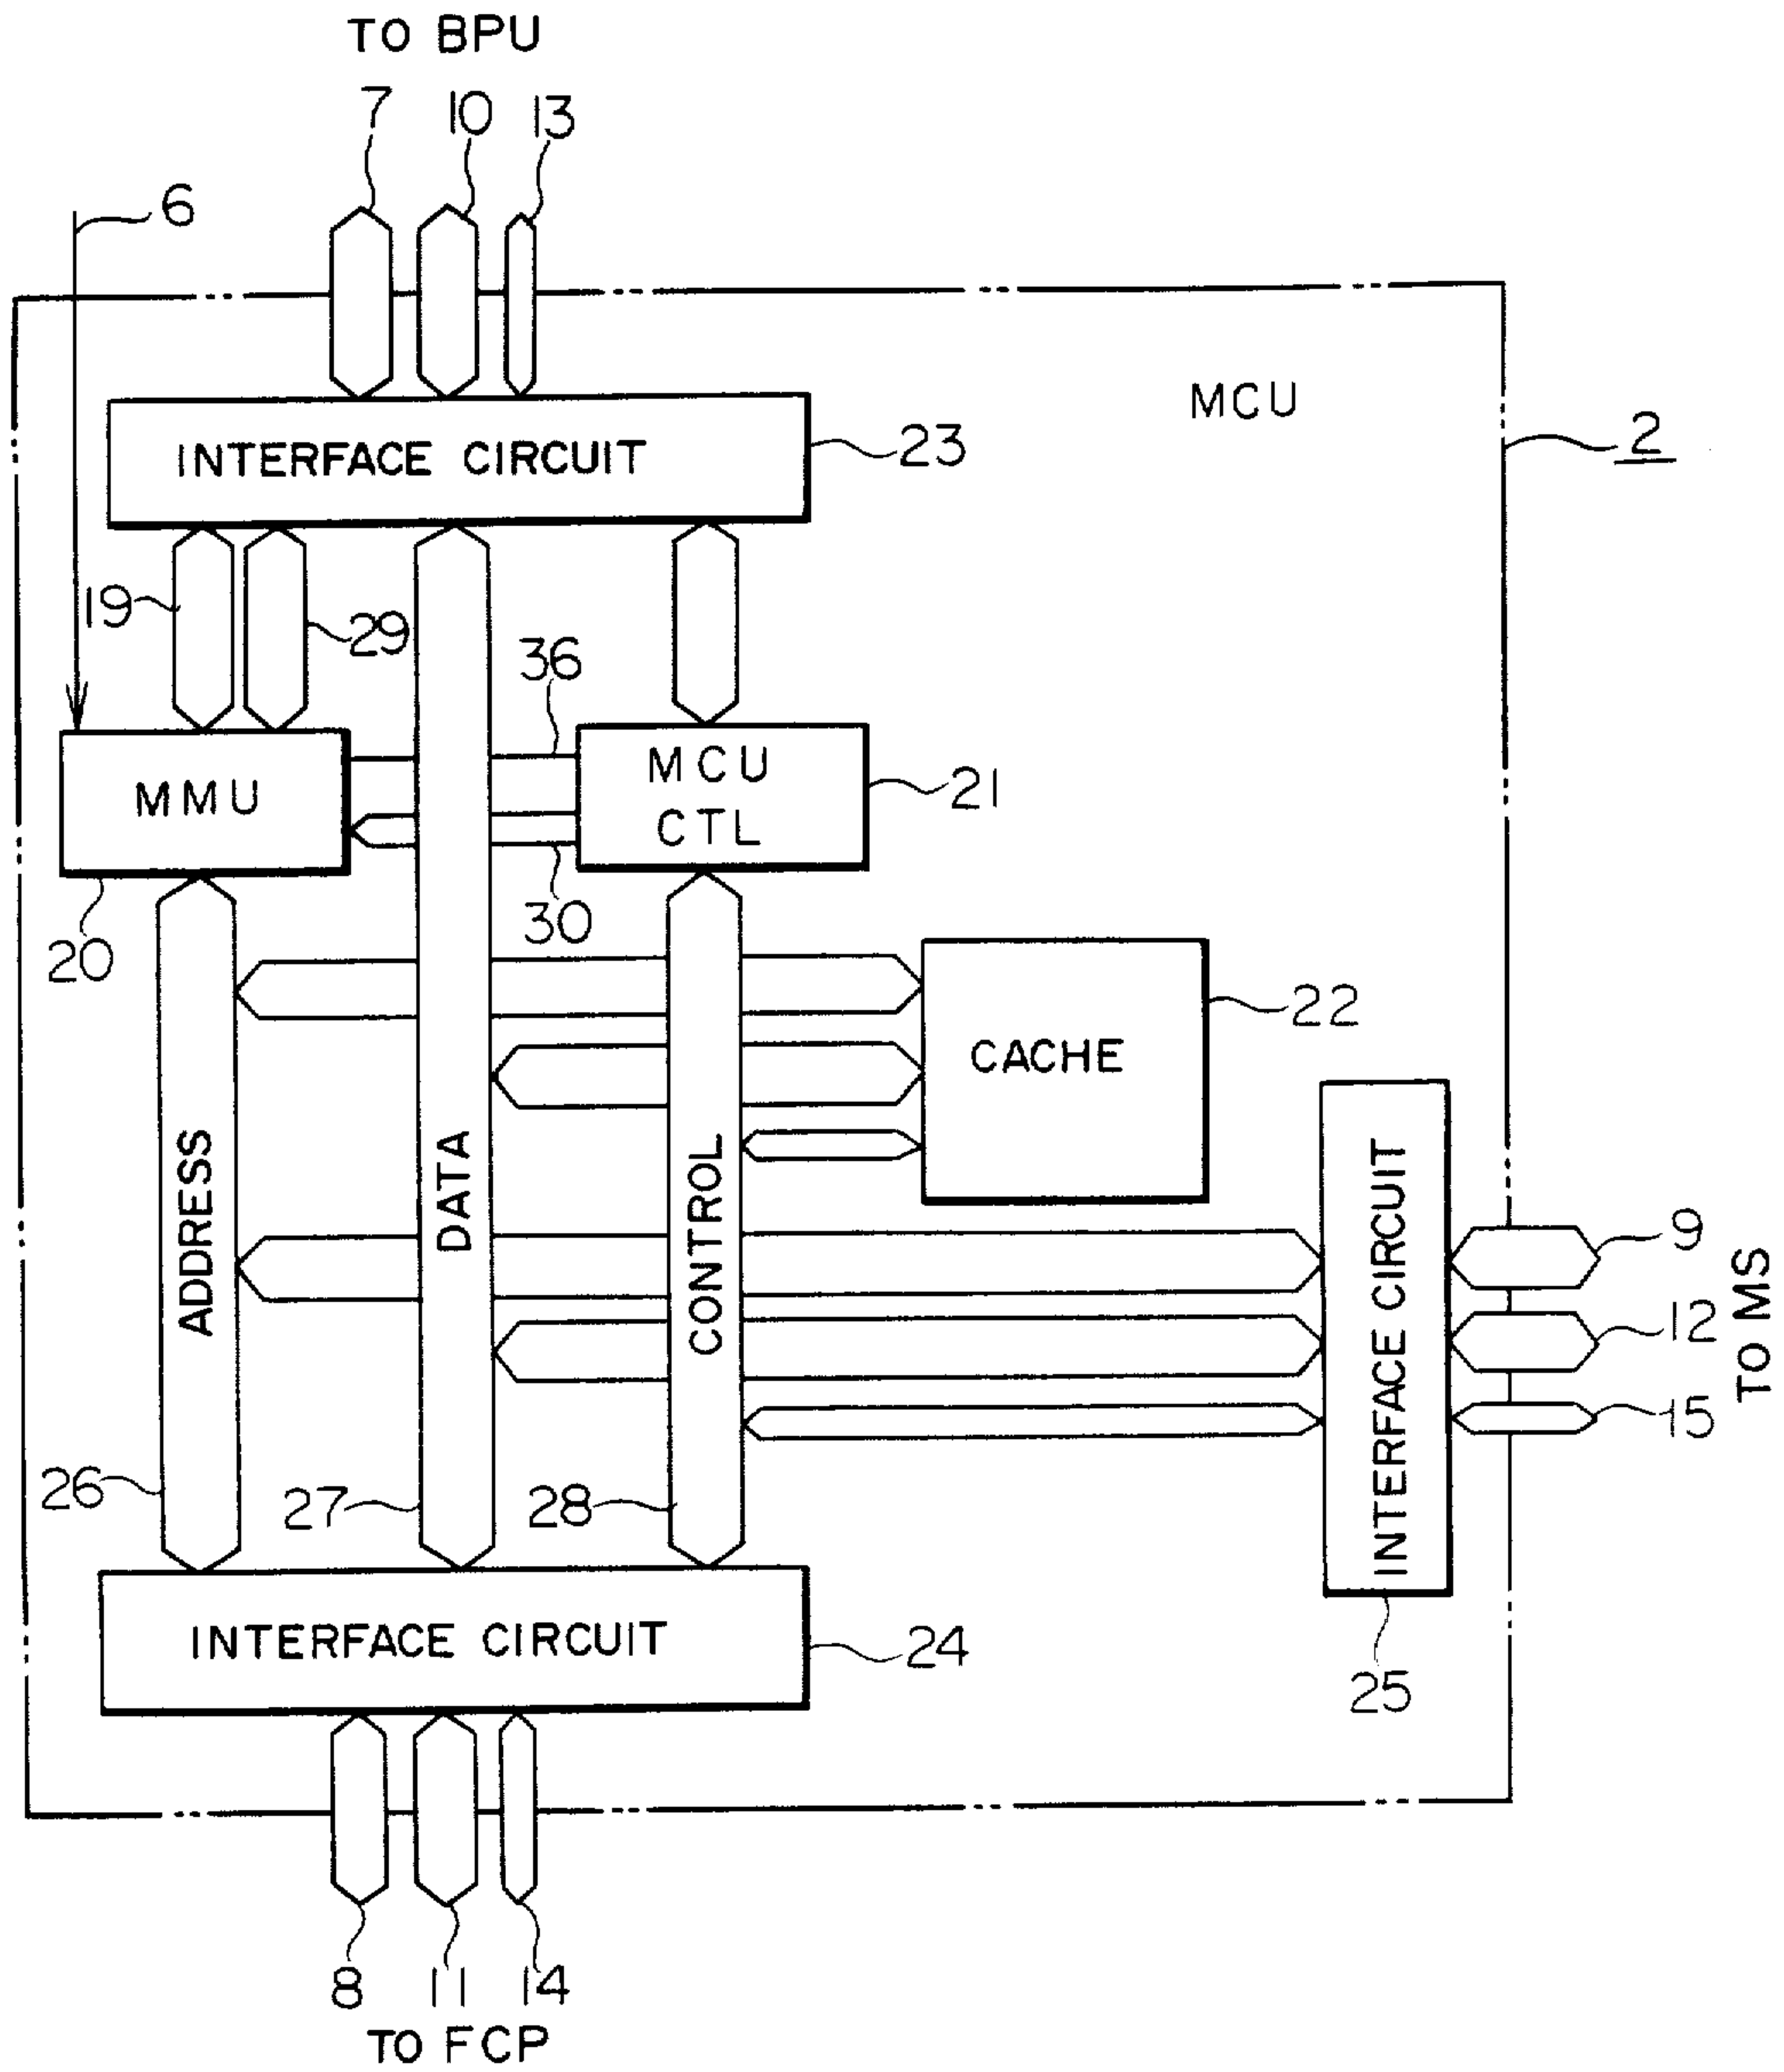 TO BPU
7 10 13
6
MCU
INTERFACE CIRCUIT
23
2
19
29
36
MMU
MCU
CTL
21
20
30
CACHE
22
ADDRESS
DATA
CONTROL
INTERFACE CIRCUIT
9
12
15
TO MS
26
27
28
INTERFACE CIRCUIT
24
25
8 11 14
TO FCP